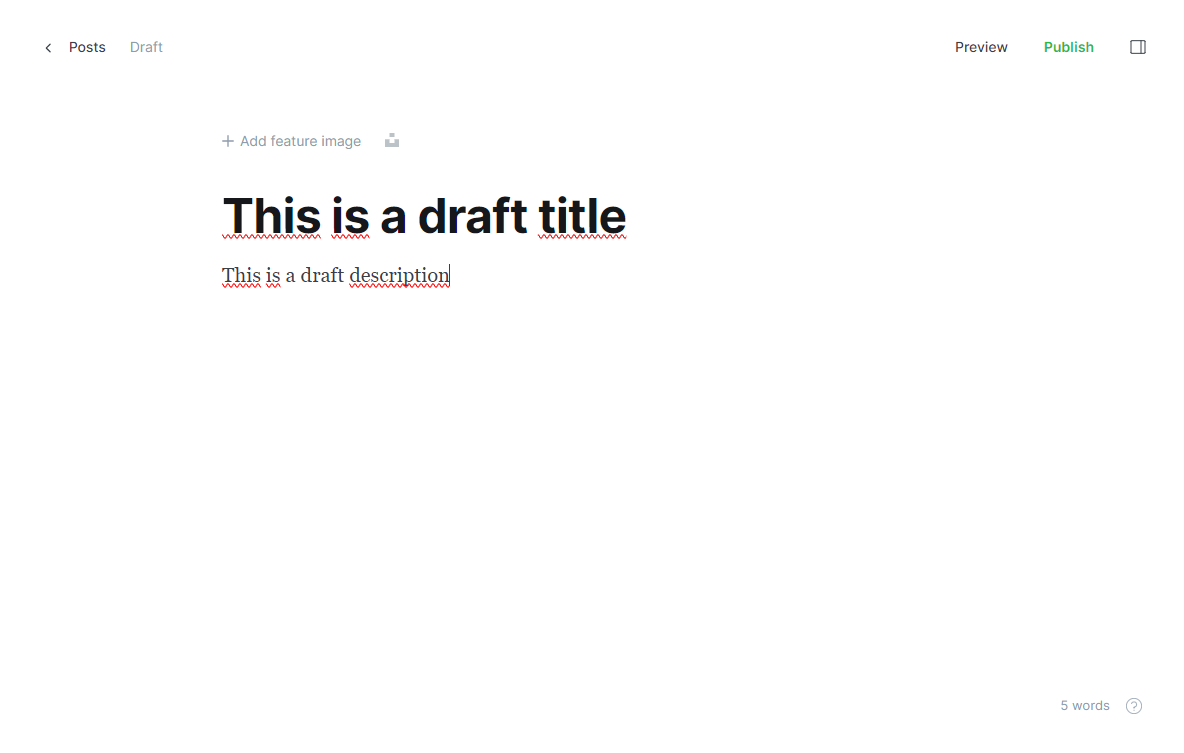 Posts Draft Preview Publish
Add feature image
This is a draft title
This is a draft description
5 words